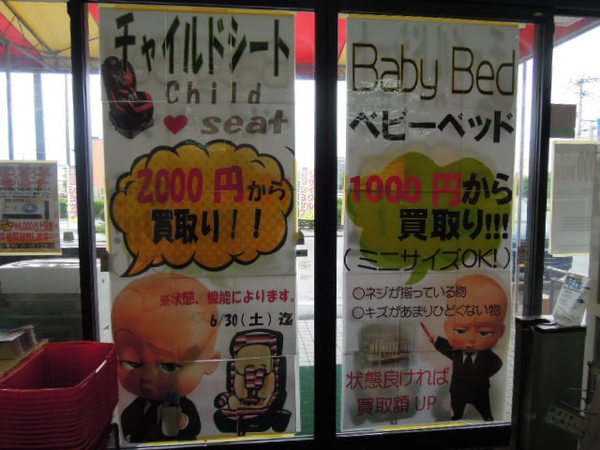 チャイルドシート
Child
seat
2000円から
買取り!!
※状態、機能によります。
6/30(土)迄
Baby Bed
ベビーベッド
1000円から
買取り!!!
(ミニサイズOK!)
○ネジが揃っている物
○キズがあまりひどくない物
状態良ければ
買取額UP